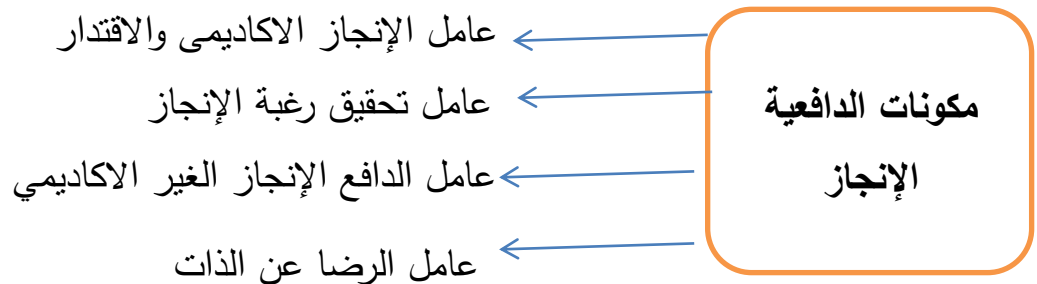 مكونات الدافعية
الإنجاز
عامل الإنجاز الاكاديمى والاقتدار
عامل تحقيق رغبة الإنجاز
عامل الدافع الإنجاز الغير الاكاديمي
عامل الرضا عن الذات